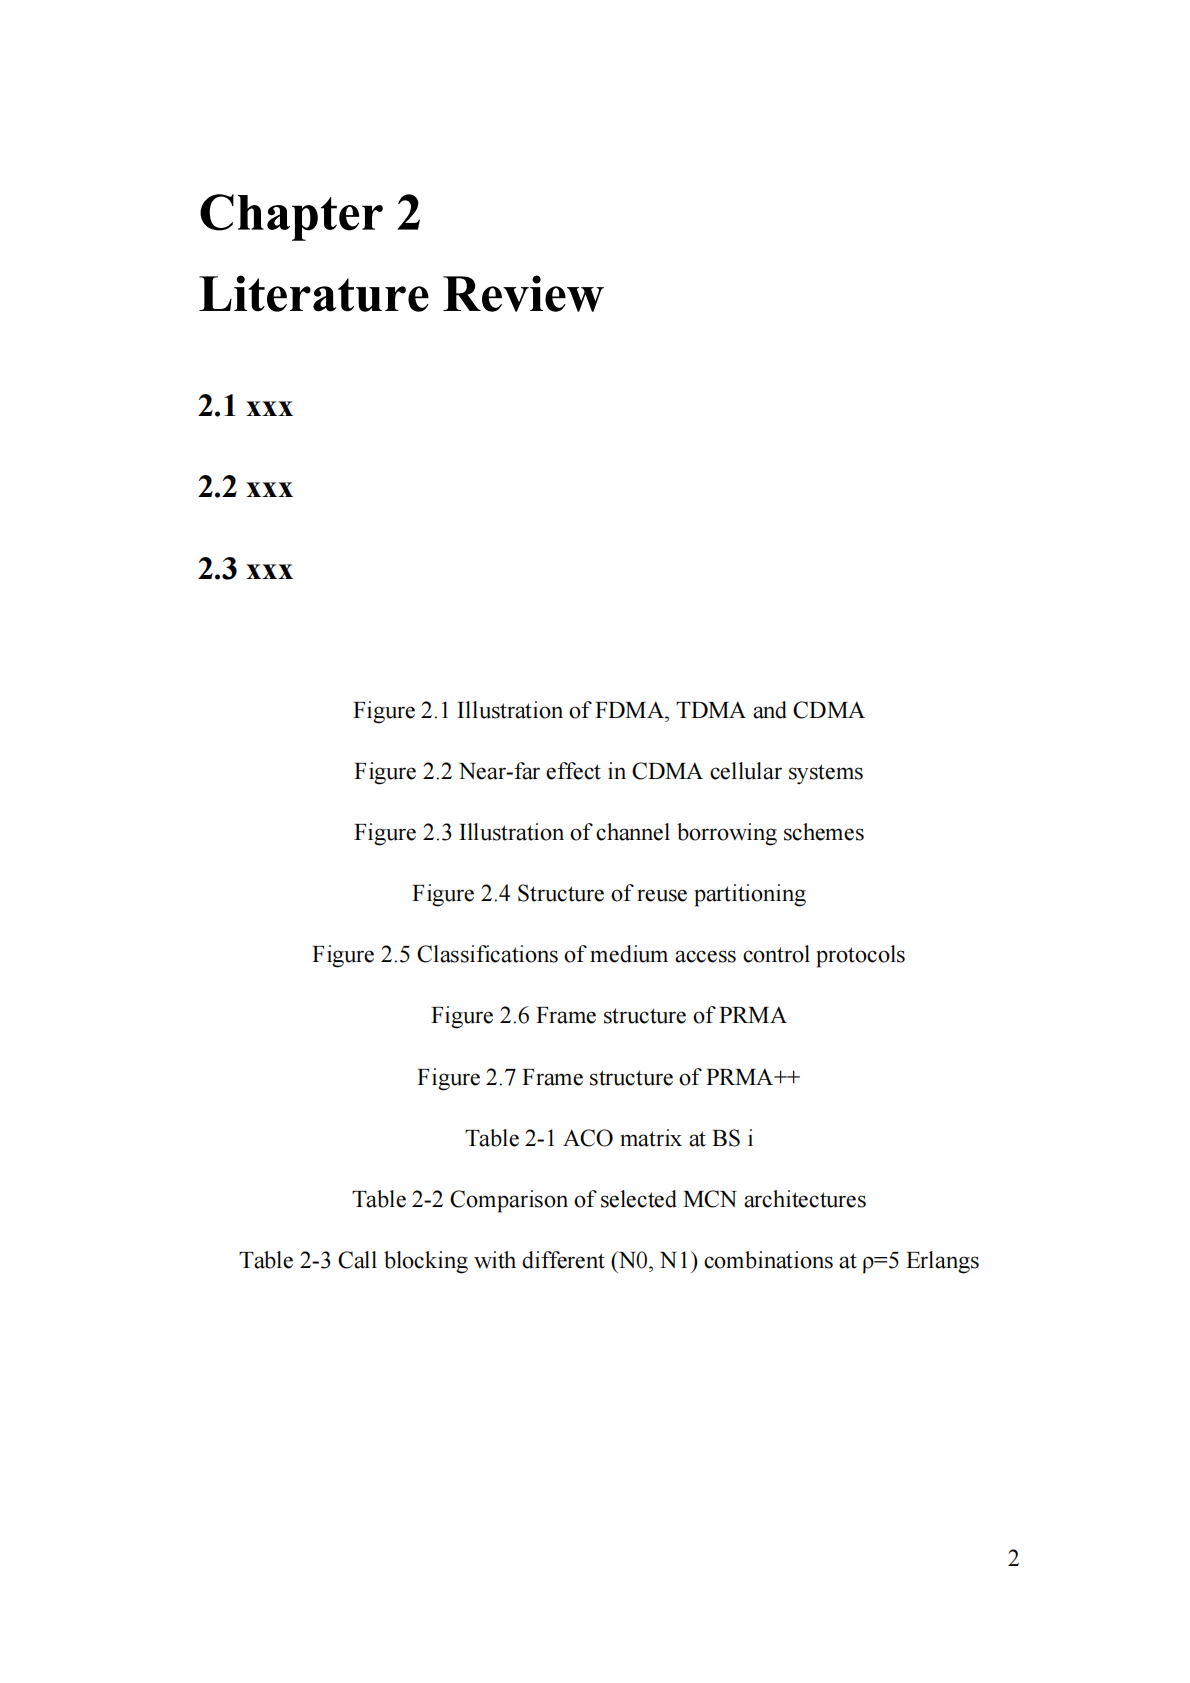 Chapter 2
Literature Review
2.1 xxx
2.2 xxx
2.3 xxx
Figure 2.1 Illustration of FDMA, TDMA and CDMA
Figure 2.2 Near-far effect in CDMA cellular systems
Figure 2.3 Illustration of channel borrowing schemes
Figure 2.4 Structure of reuse partitioning
Figure 2.5 Classifications of medium access control protocols
Figure 2.6 Frame structure of PRMA
Figure 2.7 Frame structure of PRMA++
Table 2-1 ACO matrix at BS i
Table 2-2 Comparison of selected MCN architectures
Table 2-3 Call blocking with different (N0, N1) combinations at ρ=5 Erlangs
2